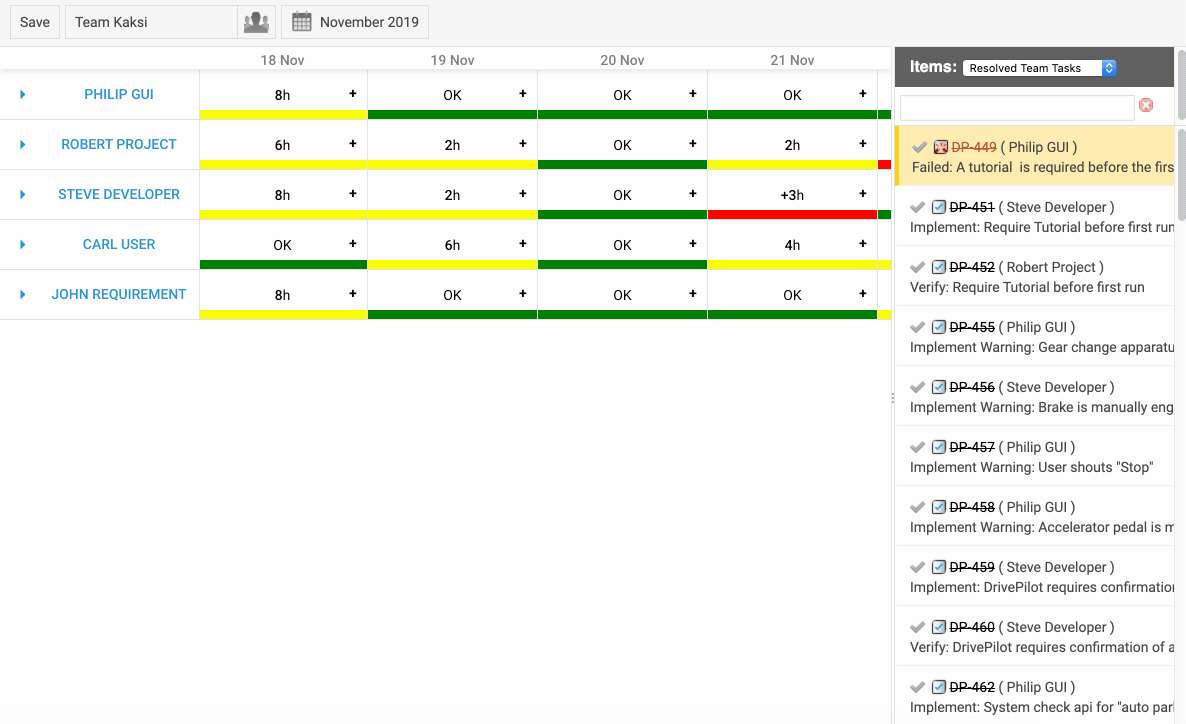 Save Team Kaksi November 2019
18 Nov 19 Nov 20 Nov 21 Nov
PHILIP GUI 8h + OK + OK + OK +
ROBERT PROJECT 6h + 2h + OK + 2h +
STEVE DEVELOPER 8h + 2h + OK + +3h +
CARL USER OK + 6h + OK + 4h +
JOHN REQUIREMENT 8h + OK + OK + OK +
Items: Resolved Team Tasks
DP-449 ( Philip GUI )
Failed: A tutorial is required before the firs
DP-451 ( Steve Developer )
Implement: Require Tutorial before first run
DP-452 ( Robert Project )
Verify: Require Tutorial before first run
DP-455 ( Philip GUI )
Implement Warning: Gear change apparatu
DP-456 ( Steve Developer )
Implement Warning: Brake is manually eng
DP-457 ( Philip GUI )
Implement Warning: User shouts "Stop"
DP-458 ( Philip GUI )
Implement Warning: Accelerator pedal is m
DP-459 ( Steve Developer )
Implement: DrivePilot requires confirmation
DP-460 ( Steve Developer )
Verify: DrivePilot requires confirmation of a
DP-462 ( Philip GUI )
Implement: System check api for "auto par